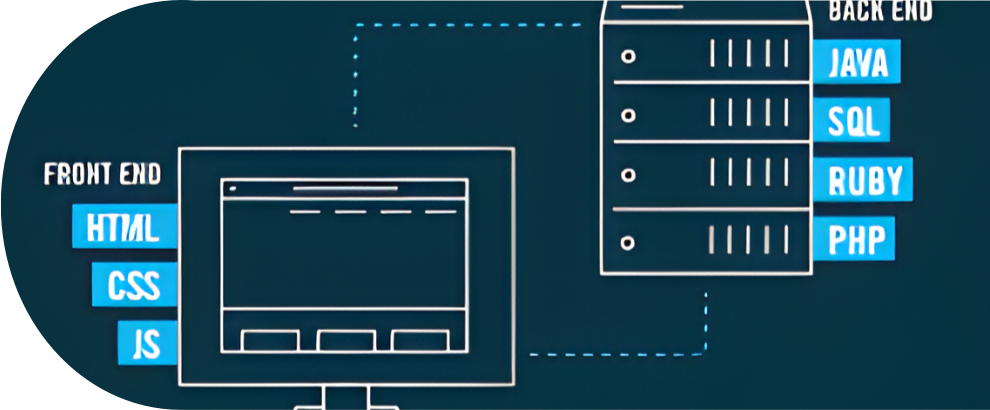 BACK END
JAVA
SQL
RUBY
PHP
FRONT END
HTML
CSS
JS